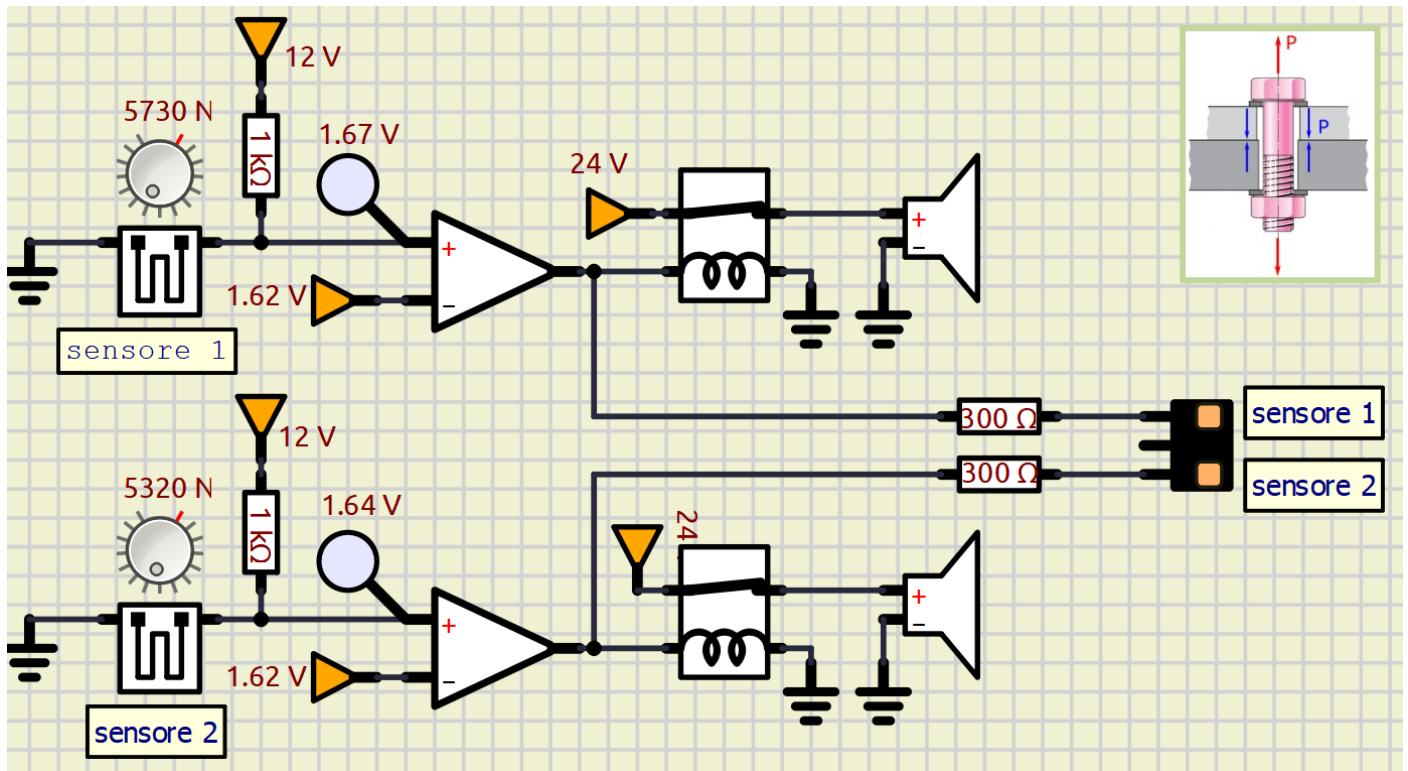 12 V
5730 N
1 kΩ
1.67 V
+
1.62 V
−
sensore 1
24 V
+
−
P
P
300 Ω
sensore 1
300 Ω
sensore 2
12 V
5320 N
1 kΩ
1.64 V
+
1.62 V
−
sensore 2
24
+
−